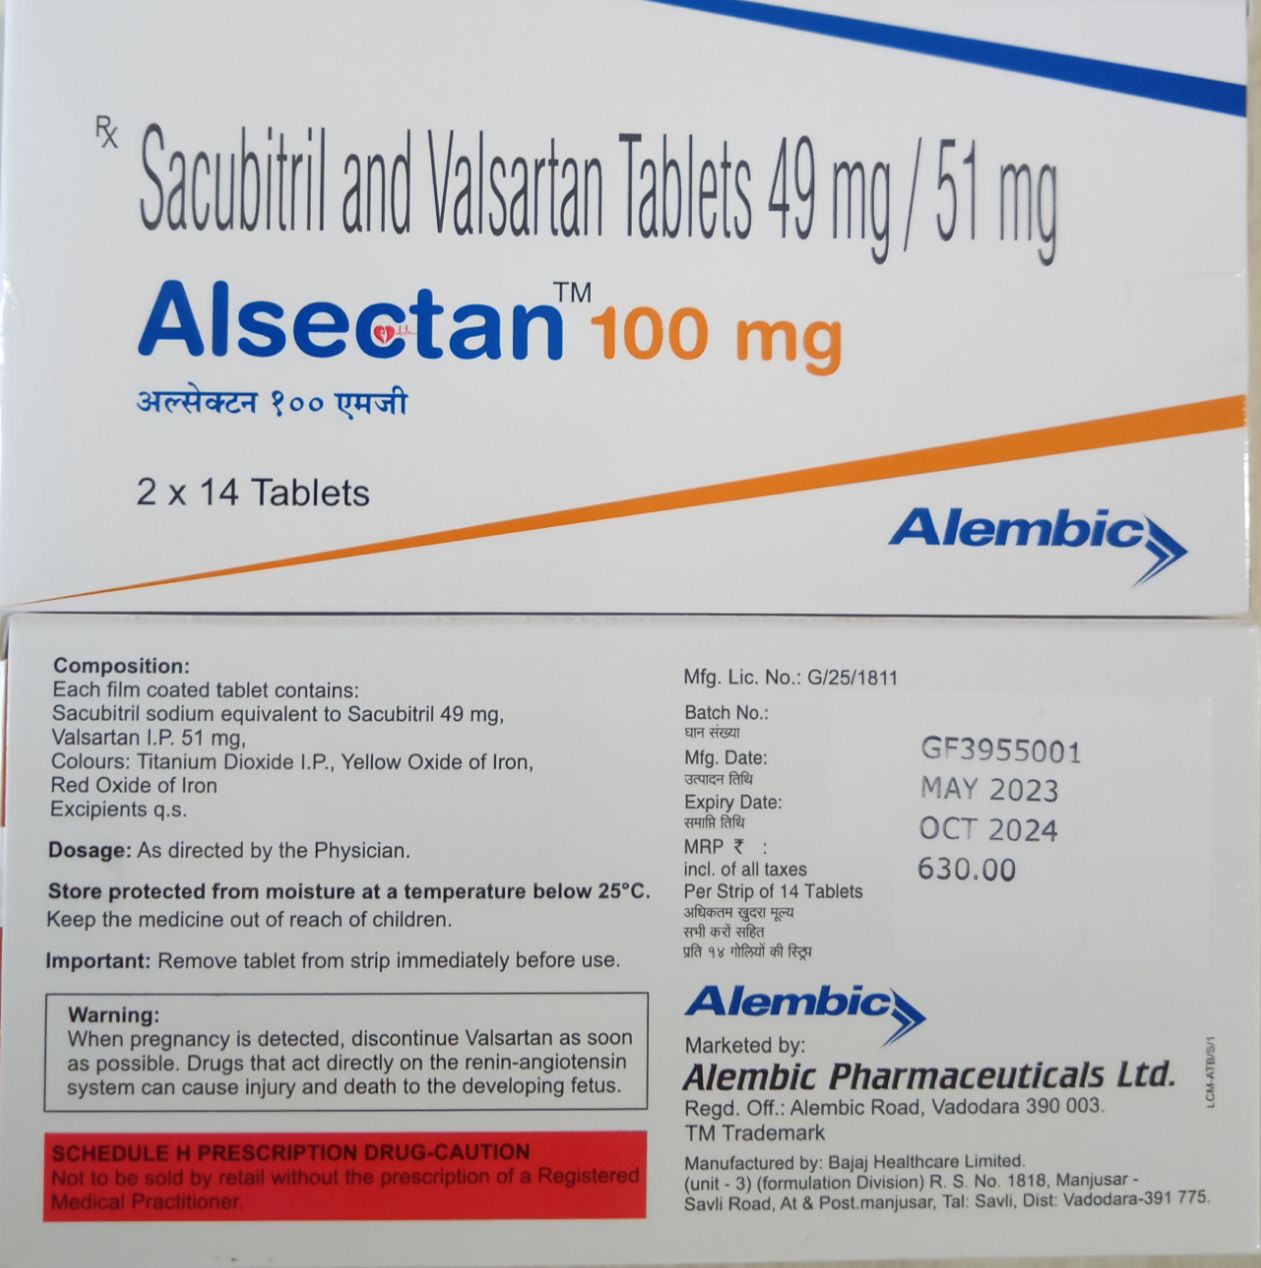 Rx Sacubitril and Valsartan Tablets 49 mg / 51 mg
Alsectan™ 100 mg
अल्सेक्टन १०० एमजी
2 x 14 Tablets
Alembic
Composition:
Each film coated tablet contains:
Sacubitril sodium equivalent to Sacubitril 49 mg,
Valsartan I.P. 51 mg,
Colours: Titanium Dioxide I.P., Yellow Oxide of Iron,
Red Oxide of Iron
Excipients q.s.
Dosage: As directed by the Physician.
Store protected from moisture at a temperature below 25°C.
Keep the medicine out of reach of children.
Important: Remove tablet from strip immediately before use.
Warning:
When pregnancy is detected, discontinue Valsartan as soon
as possible. Drugs that act directly on the renin-angiotensin
system can cause injury and death to the developing fetus.
SCHEDULE H PRESCRIPTION DRUG-CAUTION
Not to be sold by retail without the prescription of a Registered
Medical Practitioner.
Mfg. Lic. No.: G/25/1811
Batch No.:
घान संख्या
GF3955001
Mfg. Date:
उत्पादन तिथि
MAY 2023
Expiry Date:
समाप्ति तिथि
OCT 2024
MRP ₹ :
630.00
incl. of all taxes
Per Strip of 14 Tablets
अधिकतम खुदरा मूल्य
सभी करों सहित
प्रति १४ गोलियों की स्ट्रिप
Alembic
Marketed by:
Alembic Pharmaceuticals Ltd.
Regd. Off.: Alembic Road, Vadodara 390 003.
TM Trademark
Manufactured by: Bajaj Healthcare Limited.
(unit - 3) (formulation Division) R. S. No. 1818, Manjusar -
Savli Road, At & Post.manjusar, Tal: Savli, Dist: Vadodara-391 775.
LCM-ATB/S/1